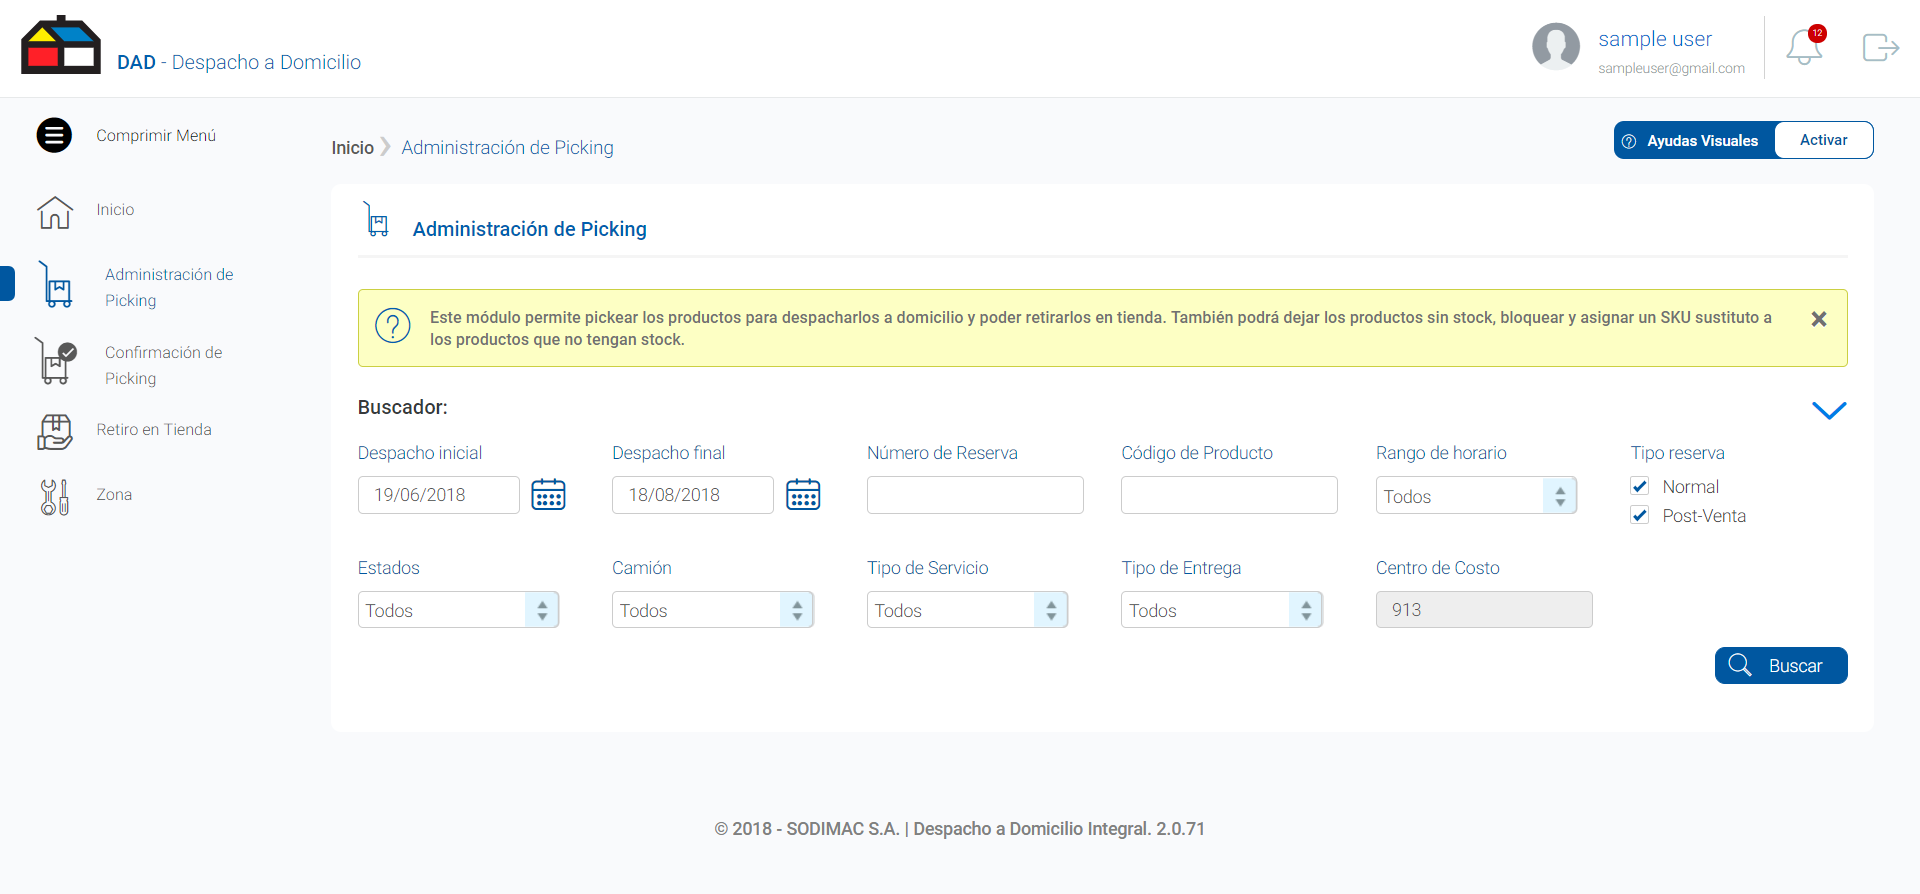 DAD - Despacho a Domicilio
sample user
sampleuser@gmail.com
12
Comprimir Menú
Inicio
Administración de
Picking
Confirmación de
Picking
Retiro en Tienda
Zona
Inicio Administración de Picking
Ayudas Visuales Activar
Administración de Picking
Este módulo permite pickear los productos para despacharlos a domicilio y poder retirarlos en tienda. También podrá dejar los productos sin stock, bloquear y asignar un SKU sustituto a
los productos que no tengan stock.
Buscador:
Despacho inicial Despacho final Número de Reserva Código de Producto Rango de horario Tipo reserva
19/06/2018 18/08/2018 Todos Normal
Post-Venta
Estados Camión Tipo de Servicio Tipo de Entrega Centro de Costo
Todos Todos Todos Todos 913
Buscar
© 2018 - SODIMAC S.A. | Despacho a Domicilio Integral. 2.0.71